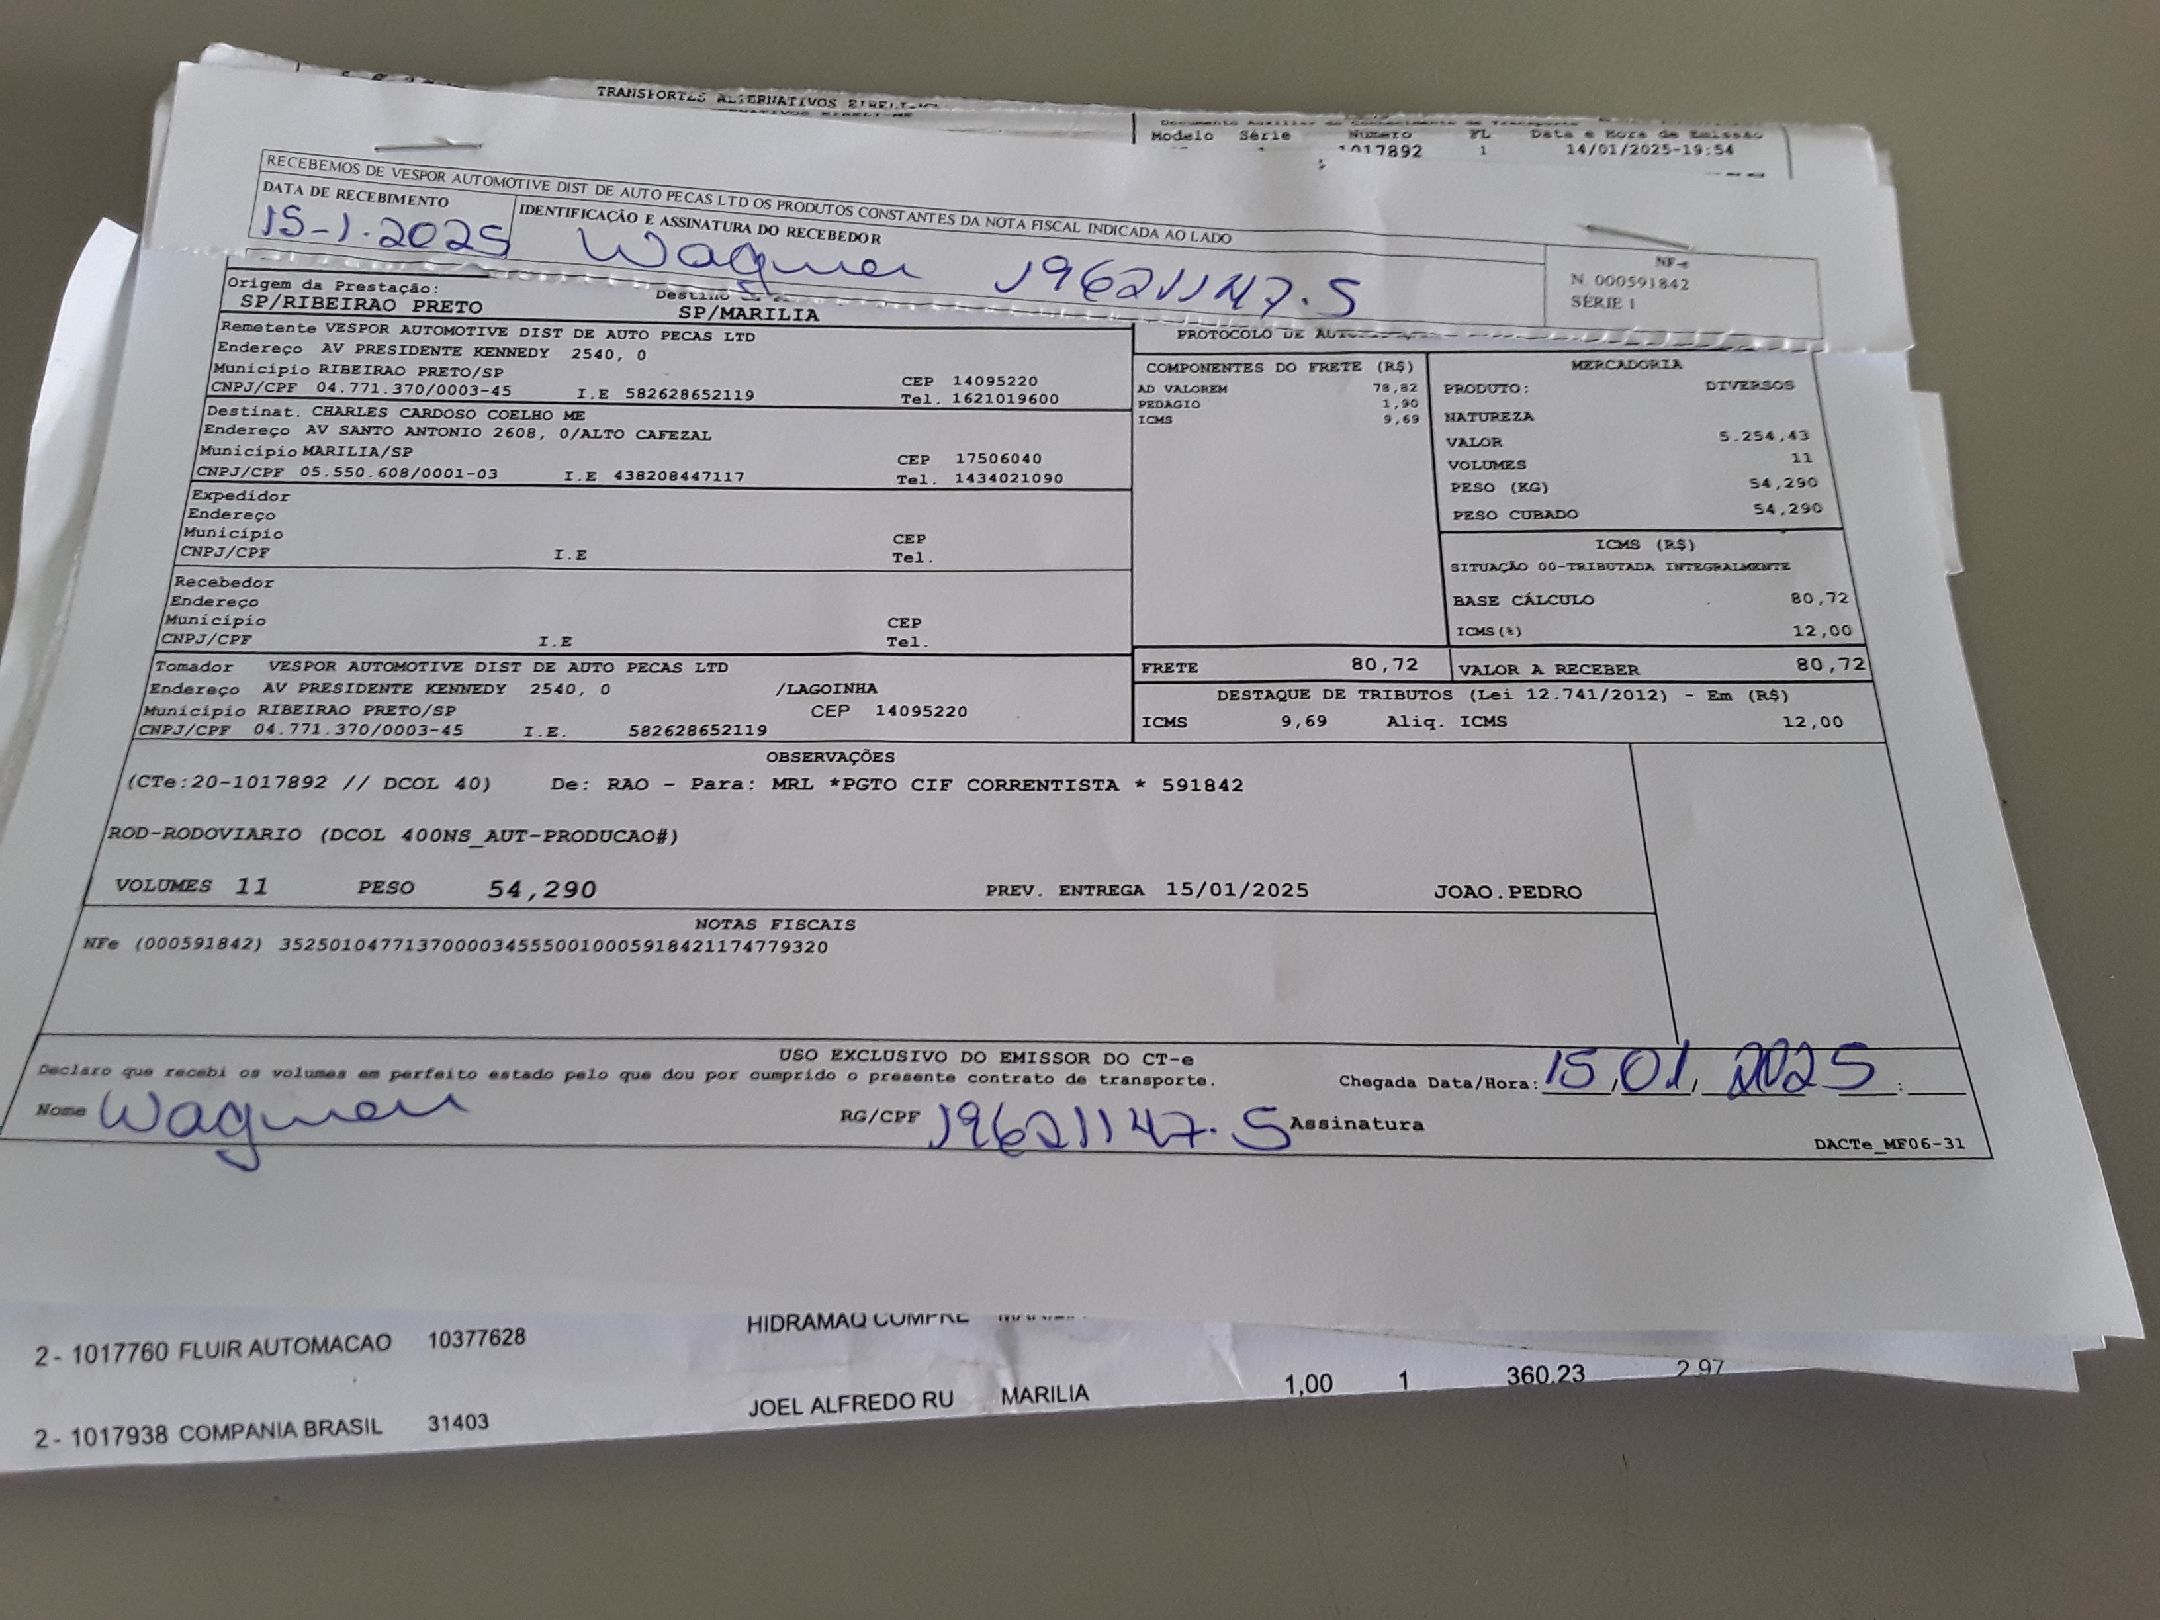 TRANSPORTES ALTERNATIVOS EIRELI-ME
Documento Auxiliar do Conhecimento de Transporte
Modelo Série Número FL Data e Hora de Emissão
1017892 1 14/01/2025-19:54
RECEBEMOS DE VESPOR AUTOMOTIVE DIST DE AUTO PECAS LTD OS PRODUTOS CONSTANTES DA NOTA FISCAL INDICADA AO LADO
DATA DE RECEBIMENTO IDENTIFICAÇÃO E ASSINATURA DO RECEBEDOR
15-1.2025 Wagner 19621147.5
NF-e
N. 000591842
SÉRIE 1
Origem da Prestação:
SP/RIBEIRAO PRETO SP/MARILIA
Remetente VESPOR AUTOMOTIVE DIST DE AUTO PECAS LTD
Endereço AV PRESIDENTE KENNEDY 2540, 0
Município RIBEIRAO PRETO/SP CEP 14095220
CNPJ/CPF 04.771.370/0003-45 I.E 582628652119 Tel. 1621019600
Destinat. CHARLES CARDOSO COELHO ME
Endereço AV SANTO ANTONIO 2608, 0/ALTO CAFEZAL
Município MARILIA/SP CEP 17506040
CNPJ/CPF 05.550.608/0001-03 I.E 438208447117 Tel. 1434021090
Expedidor
Endereço
Município CEP
CNPJ/CPF I.E Tel.
Recebedor
Endereço
Município CEP
CNPJ/CPF I.E Tel.
Tomador VESPOR AUTOMOTIVE DIST DE AUTO PECAS LTD
Endereço AV PRESIDENTE KENNEDY 2540, 0 /LAGOINHA
Município RIBEIRAO PRETO/SP CEP 14095220
CNPJ/CPF 04.771.370/0003-45 I.E. 582628652119
PROTOCOLO DE
COMPONENTES DO FRETE (R$)
AD VALOREM 78,82
PEDAGIO 1,90
ICMS 9,69
MERCADORIA
PRODUTO: DIVERSOS
NATUREZA
VALOR 5.254,43
VOLUMES 11
PESO (KG) 54,290
PESO CUBADO 54,290
ICMS (R$)
SITUAÇÃO 00-TRIBUTADA INTEGRALMENTE
BASE CÁLCULO 80,72
ICMS(%) 12,00
FRETE 80,72 VALOR A RECEBER 80,72
DESTAQUE DE TRIBUTOS (Lei 12.741/2012) - Em (R$)
ICMS 9,69 Aliq. ICMS 12,00
OBSERVAÇÕES
(CTe:20-1017892 // DCOL 40) De: RAO - Para: MRL *PGTO CIF CORRENTISTA * 591842
ROD-RODOVIARIO (DCOL 400NS_AUT-PRODUCAO#)
VOLUMES 11 PESO 54,290 PREV. ENTREGA 15/01/2025 JOAO.PEDRO
NOTAS FISCAIS
NFe (000591842) 35250104771370000345550010005918421174779320
USO EXCLUSIVO DO EMISSOR DO CT-e
Declaro que recebi os volumes em perfeito estado pelo que dou por cumprido o presente contrato de transporte. Chegada Data/Hora: 15,01, 2025 :
Nome Wagner RG/CPF 19621147.5 Assinatura
DACTe_MF06-31
2 - 1017760 FLUIR AUTOMACAO 10377628 HIDRAMAQ COMPRE
2 - 1017938 COMPANIA BRASIL 31403 JOEL ALFREDO RU MARILIA 1,00 1 360,23 2,97